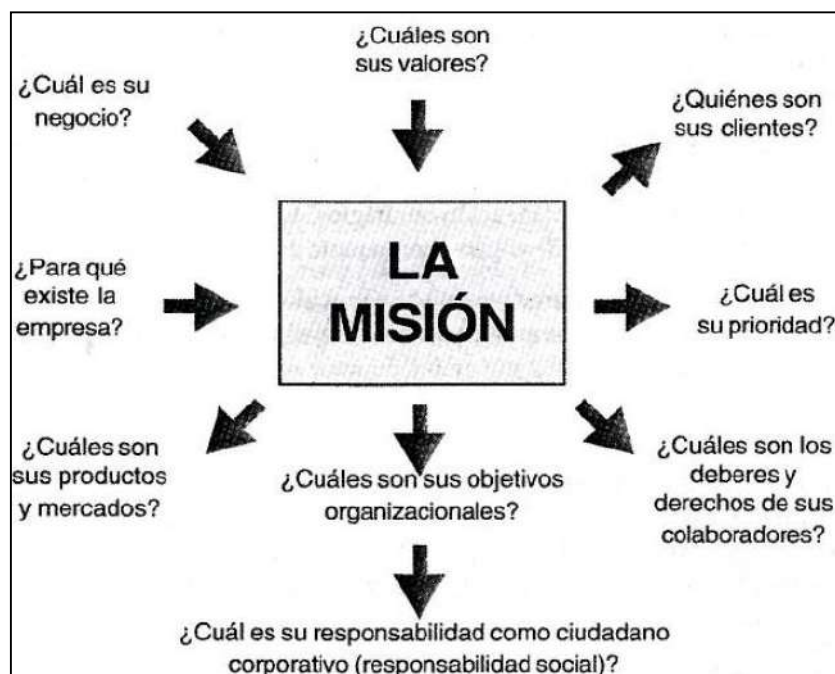 ¿Cuáles son
sus valores?
¿Cuál es su
negocio?
¿Quiénes son
sus clientes?
LA
MISIÓN
¿Para qué
existe la
empresa?
¿Cuál es
su prioridad?
¿Cuáles son
sus productos
y mercados?
¿Cuáles son sus objetivos
organizacionales?
¿Cuáles son los
deberes y
derechos de sus
colaboradores?
¿Cuál es su responsabilidad como ciudadano
corporativo (responsabilidad social)?